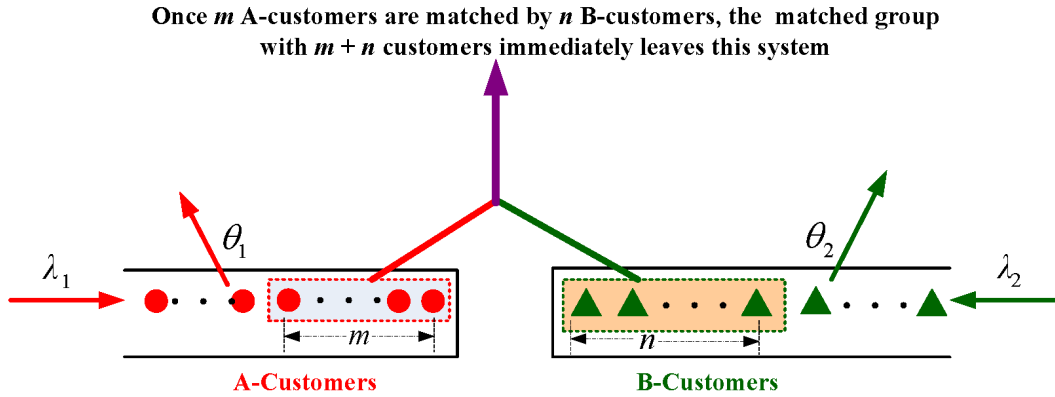 Once m A-customers are matched by n B-customers, the matched group
with m + n customers immediately leaves this system
θ₁
θ₂
λ₁
λ₂
m
n
A-Customers
B-Customers